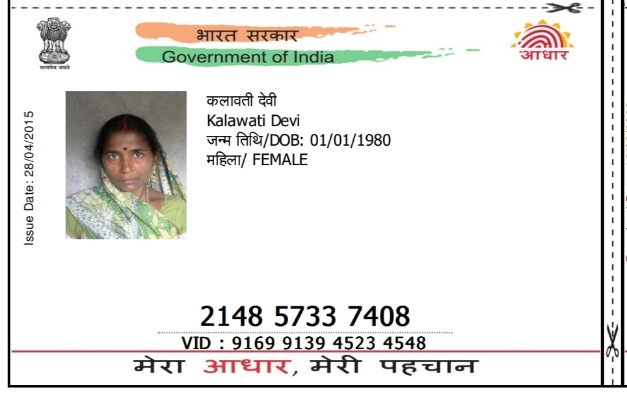 भारत सरकार
Government of India
आधार
सत्यमेव जयते
Issue Date: 28/04/2015
कलावती देवी
Kalawati Devi
जन्म तिथि/DOB: 01/01/1980
महिला/ FEMALE
2148 5733 7408
VID : 9169 9139 4523 4548
मेरा आधार, मेरी पहचान